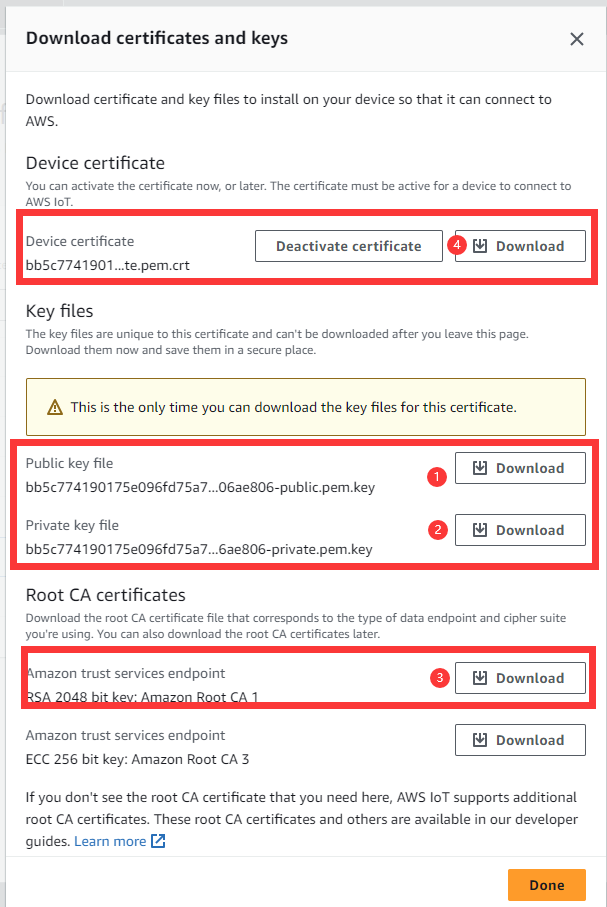 Download certificates and keys
Download certificate and key files to install on your device so that it can connect to
AWS.
Device certificate
You can activate the certificate now, or later. The certificate must be active for a device to connect to
AWS IoT.
Device certificate
bb5c7741901...te.pem.crt
Deactivate certificate
4
Download
Key files
The key files are unique to this certificate and can't be downloaded after you leave this page.
Download them now and save them in a secure place.
This is the only time you can download the key files for this certificate.
Public key file
bb5c774190175e096fd75a7...06ae806-public.pem.key
1
Download
Private key file
bb5c774190175e096fd75a7...6ae806-private.pem.key
2
Download
Root CA certificates
Download the root CA certificate file that corresponds to the type of data endpoint and cipher suite
you're using. You can also download the root CA certificates later.
Amazon trust services endpoint
RSA 2048 bit key: Amazon Root CA 1
3
Download
Amazon trust services endpoint
ECC 256 bit key: Amazon Root CA 3
Download
If you don't see the root CA certificate that you need here, AWS IoT supports additional
root CA certificates. These root CA certificates and others are available in our developer
guides. Learn more
Done